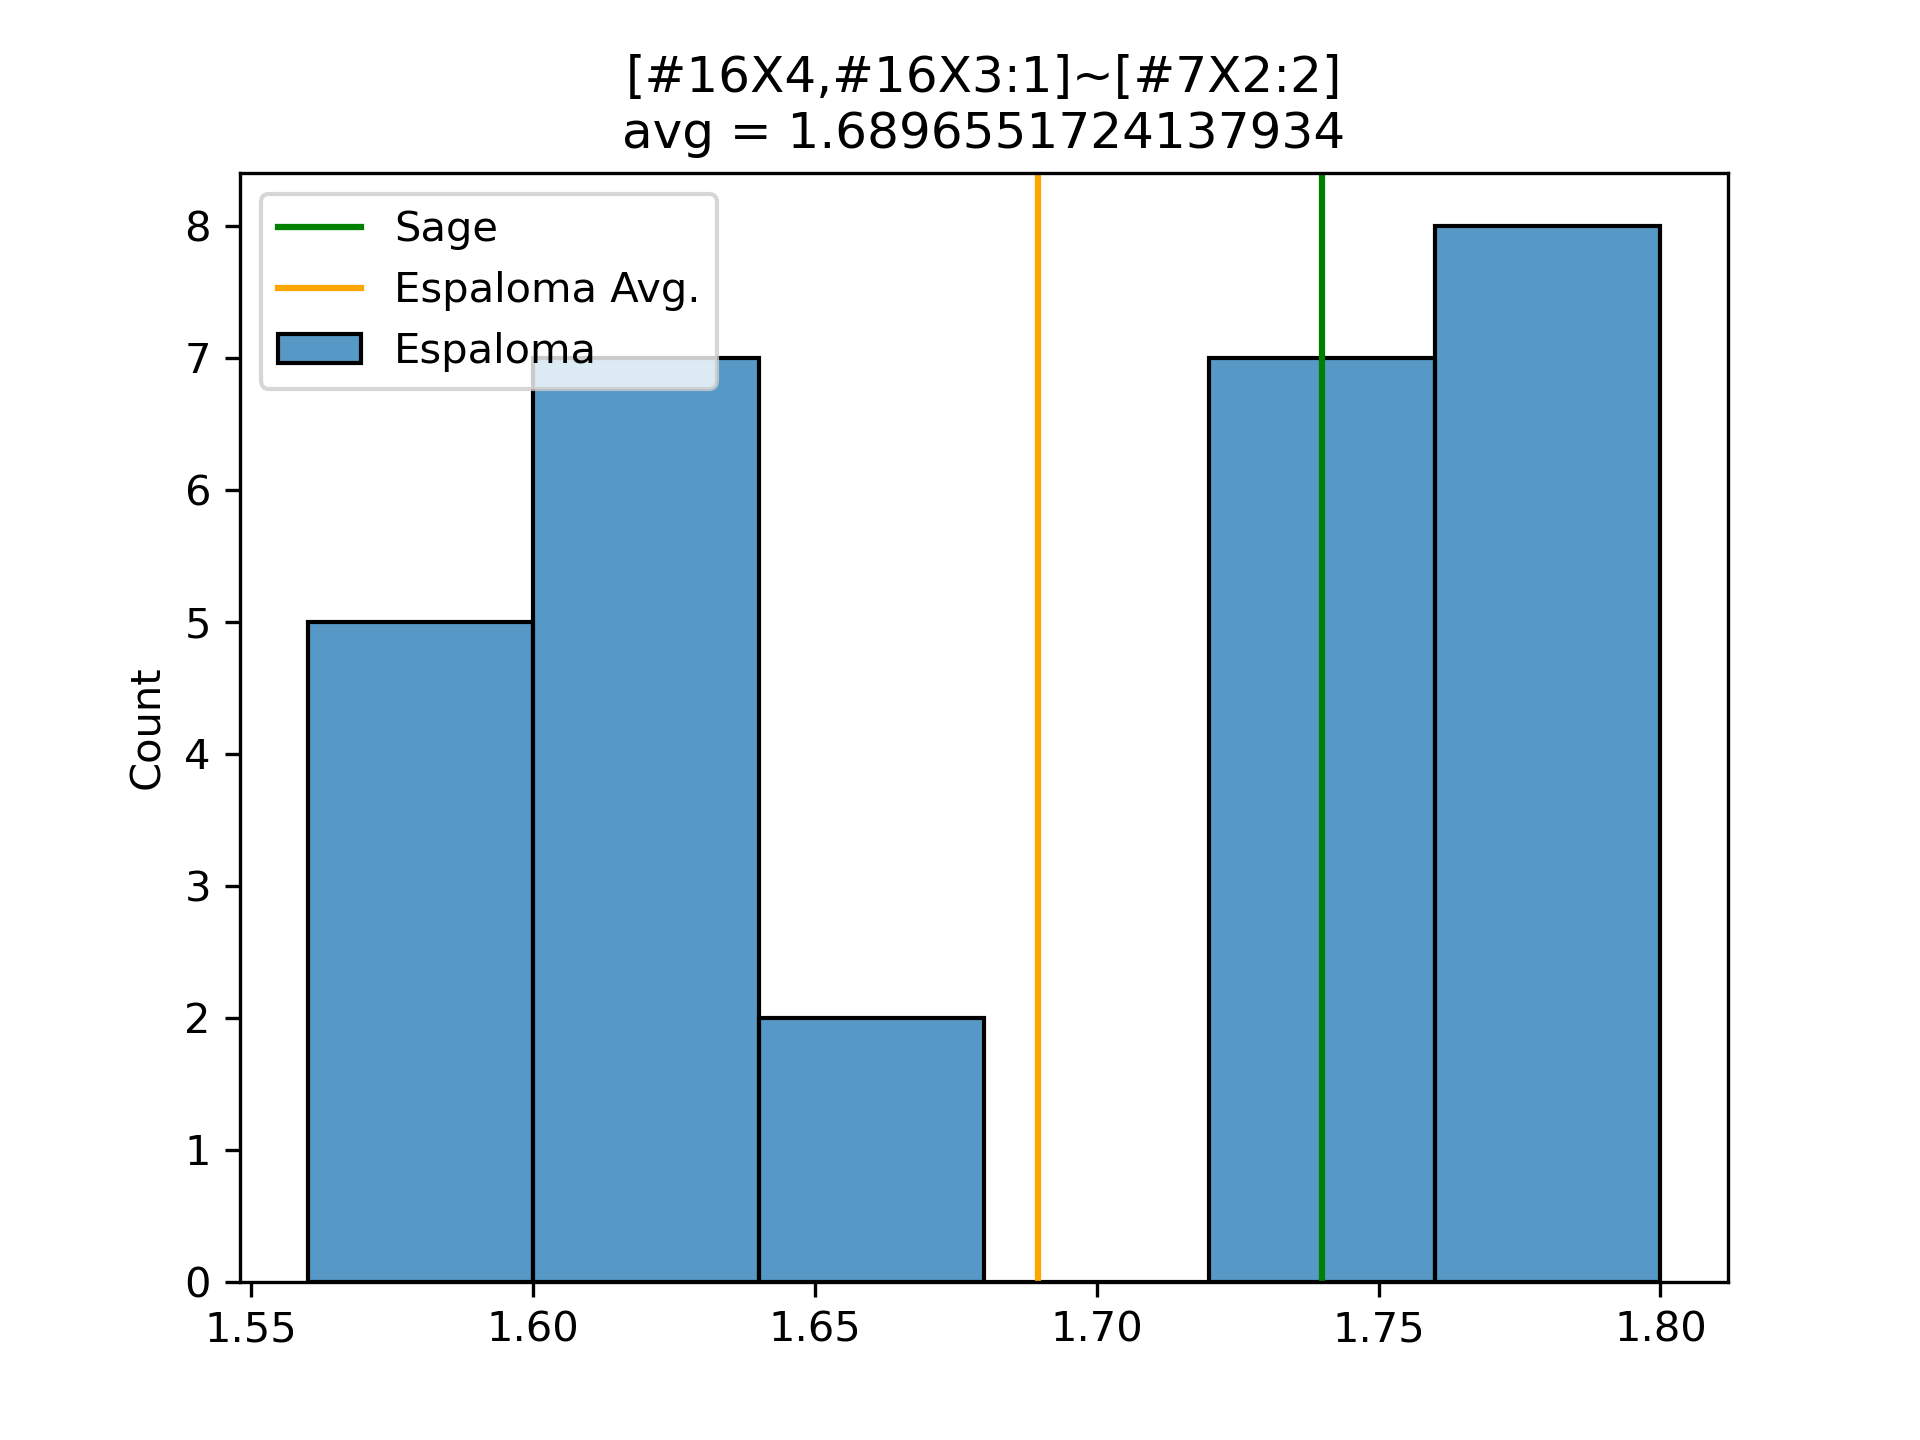 [#16X4,#16X3:1]~[#7X2:2]
avg = 1.6896551724137934
Sage
Espaloma Avg.
Espaloma
Count
8
7
6
5
4
3
2
1
0
1.55 1.60 1.65 1.70 1.75 1.80